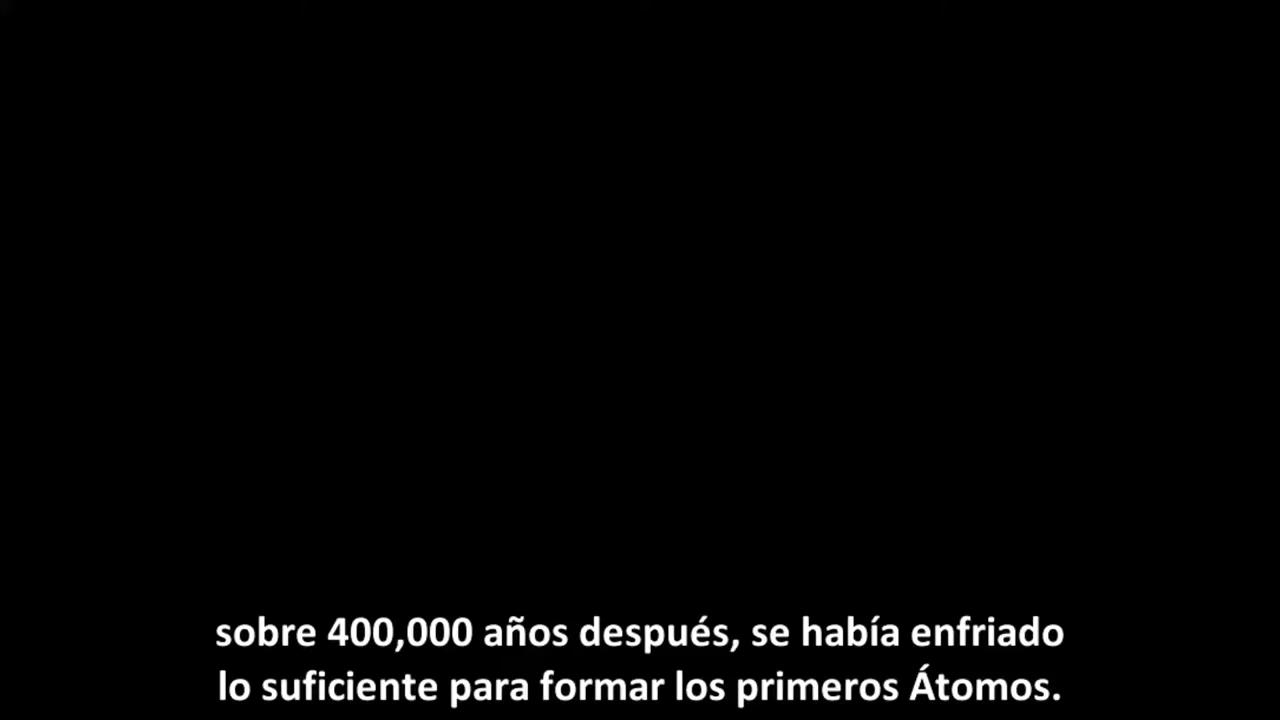 sobre 400,000 años después, se había enfriado
lo suficiente para formar los primeros Átomos.